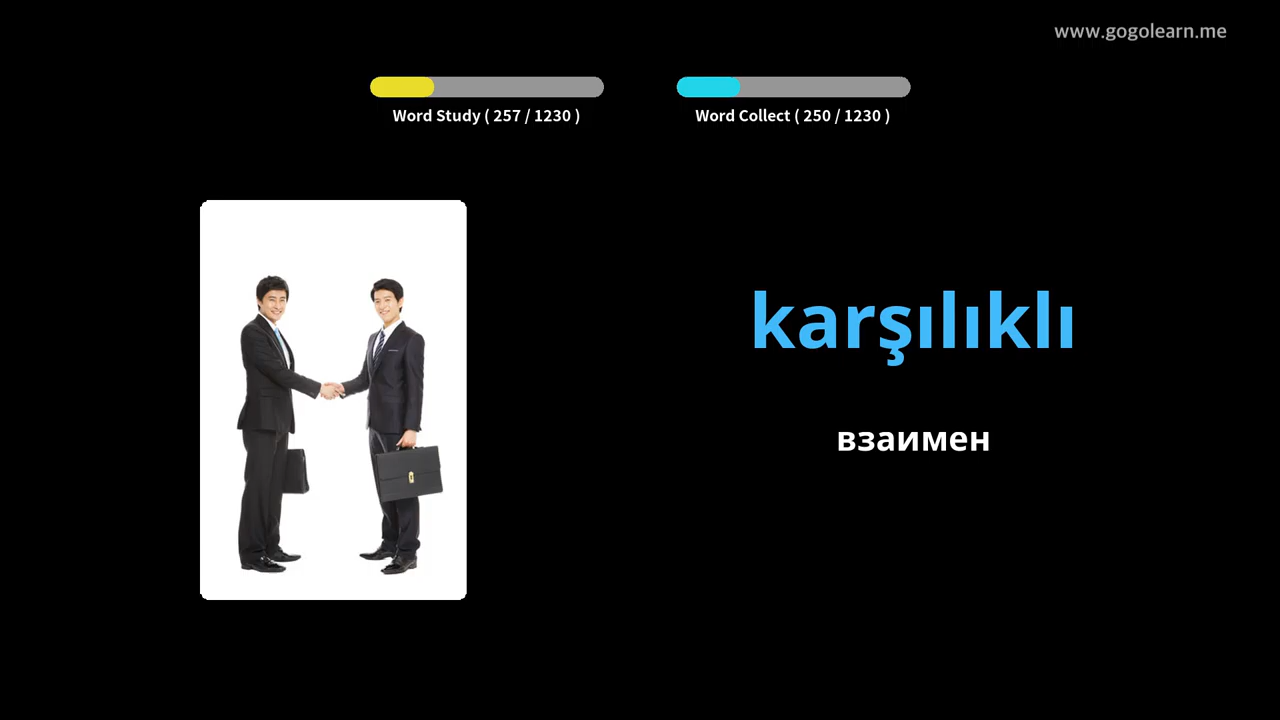 www.gogolearn.me
Word Study ( 257 / 1230 )
Word Collect ( 250 / 1230 )
karşılıklı
взаимен